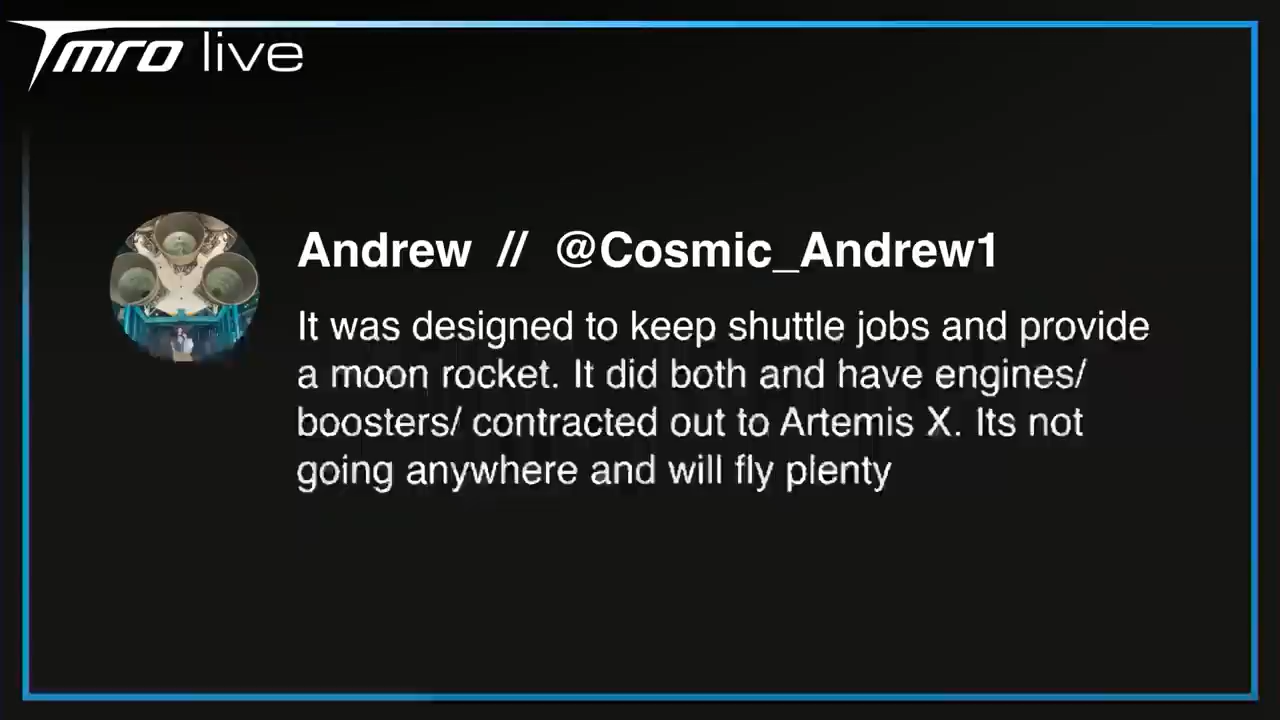 Tmro live
Andrew // @Cosmic_Andrew1
It was designed to keep shuttle jobs and provide
a moon rocket. It did both and have engines/
boosters/ contracted out to Artemis X. Its not
going anywhere and will fly plenty